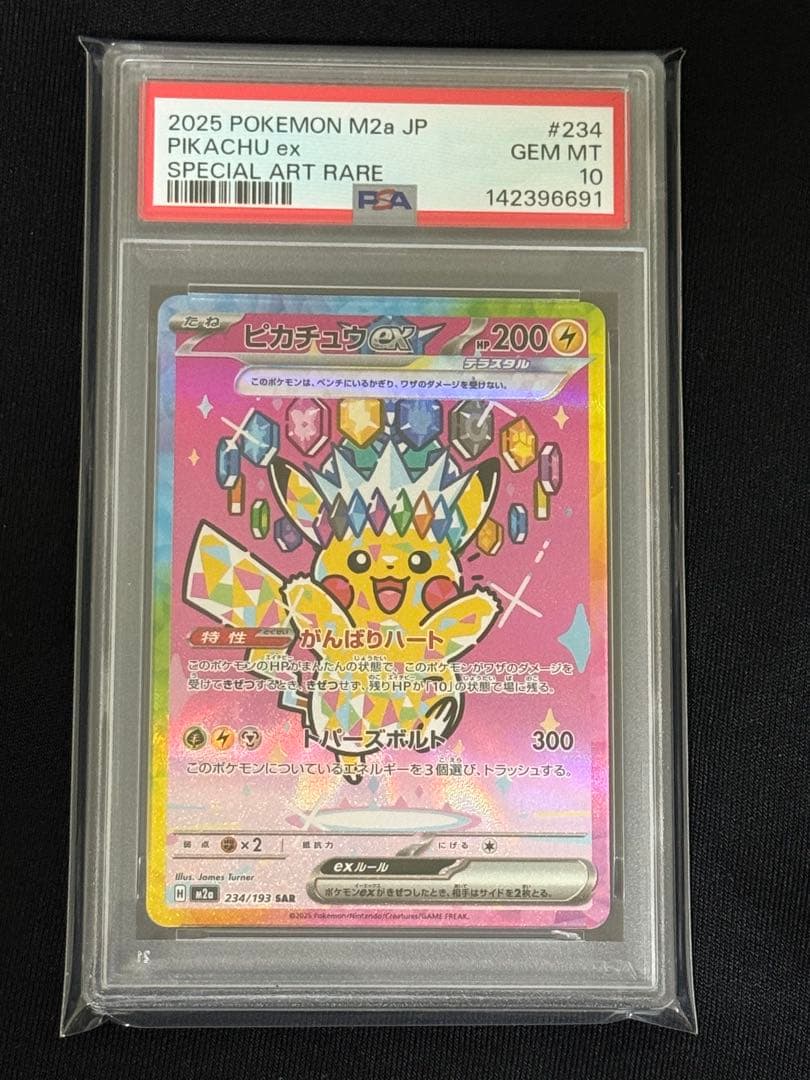 2025 POKEMON M2a JP #234
PIKACHU ex GEM MT
SPECIAL ART RARE 10
PSA 142396691
たね ピカチュウex HP200
テラスタル
このポケモンは、ベンチにいるかぎり、ワザのダメージを受けない。
特性 がんばりハート
このポケモンのHPがまんたんの状態で、このポケモンがワザのダメージを
受けてきぜつするとき、きぜつせず、残りHPが「10」の状態で場に残る。
トパーズボルト 300
このポケモンについているエネルギーを3個選び、トラッシュする。
弱点 ×2 抵抗力 にげる
exルール
ポケモンexがきぜつしたとき、相手はサイドを2枚とる。
Illus. James Turner
H M2a 234/193 SAR
©2025 Pokémon/Nintendo/Creatures/GAME FREAK.